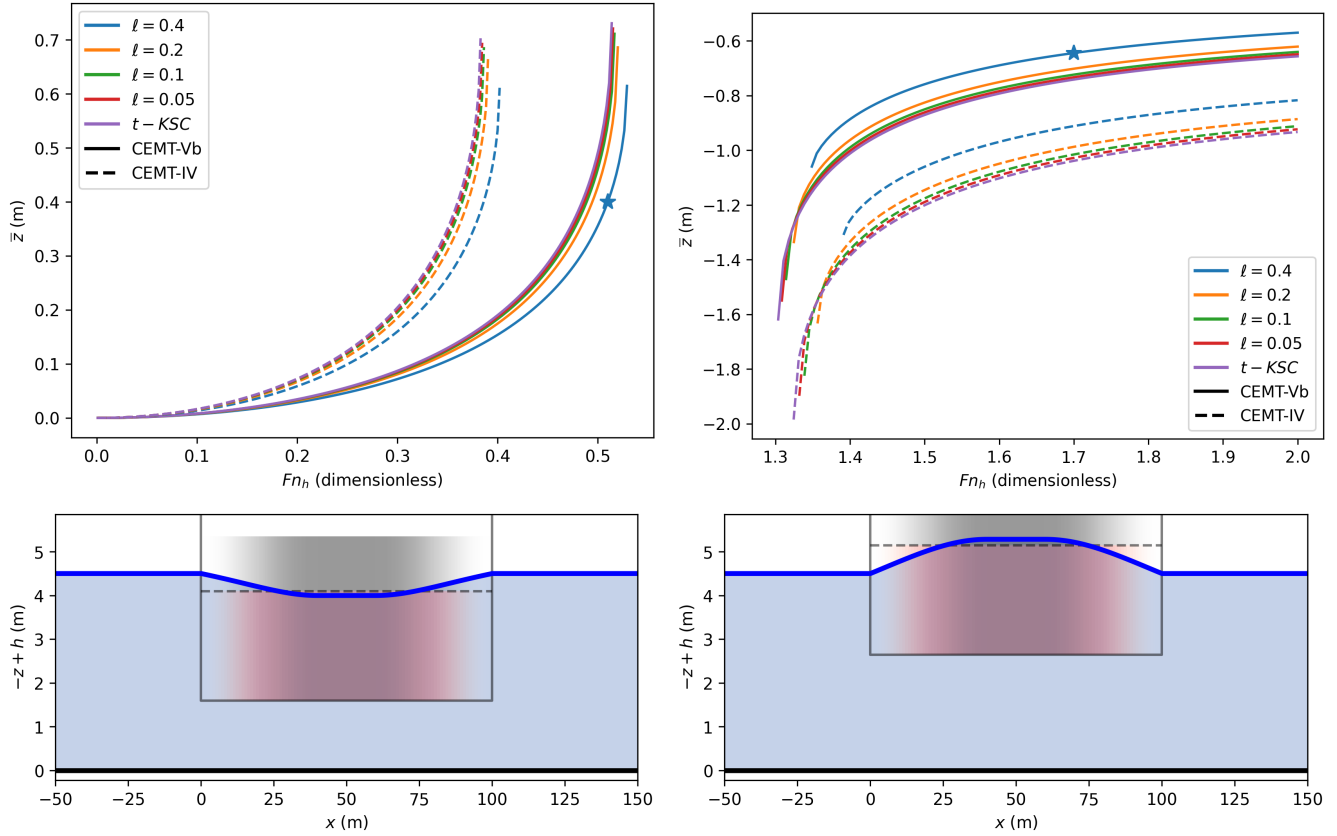 z̅ (m)
0.7
0.6
0.5
0.4
0.3
0.2
0.1
0.0
ℓ = 0.4
ℓ = 0.2
ℓ = 0.1
ℓ = 0.05
t − KSC
CEMT-Vb
CEMT-IV
0.0 0.1 0.2 0.3 0.4 0.5
Fnₕ (dimensionless)
z̅ (m)
−0.6
−0.8
−1.0
−1.2
−1.4
−1.6
−1.8
−2.0
ℓ = 0.4
ℓ = 0.2
ℓ = 0.1
ℓ = 0.05
t − KSC
CEMT-Vb
CEMT-IV
1.3 1.4 1.5 1.6 1.7 1.8 1.9 2.0
Fnₕ (dimensionless)
−z + h (m)
5
4
3
2
1
0
−50 −25 0 25 50 75 100 125 150
x (m)
−z + h (m)
5
4
3
2
1
0
−50 −25 0 25 50 75 100 125 150
x (m)